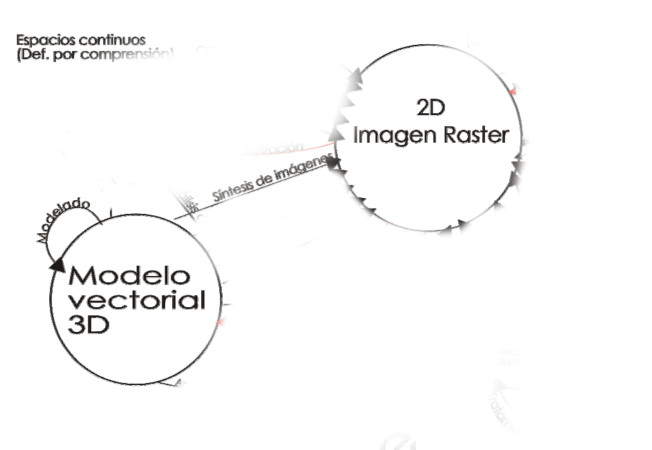 Espacios continuos
(Def. por comprensión)
2D
Imagen Raster
Síntesis de imágenes
Modelado
Modelo
vectorial
3D